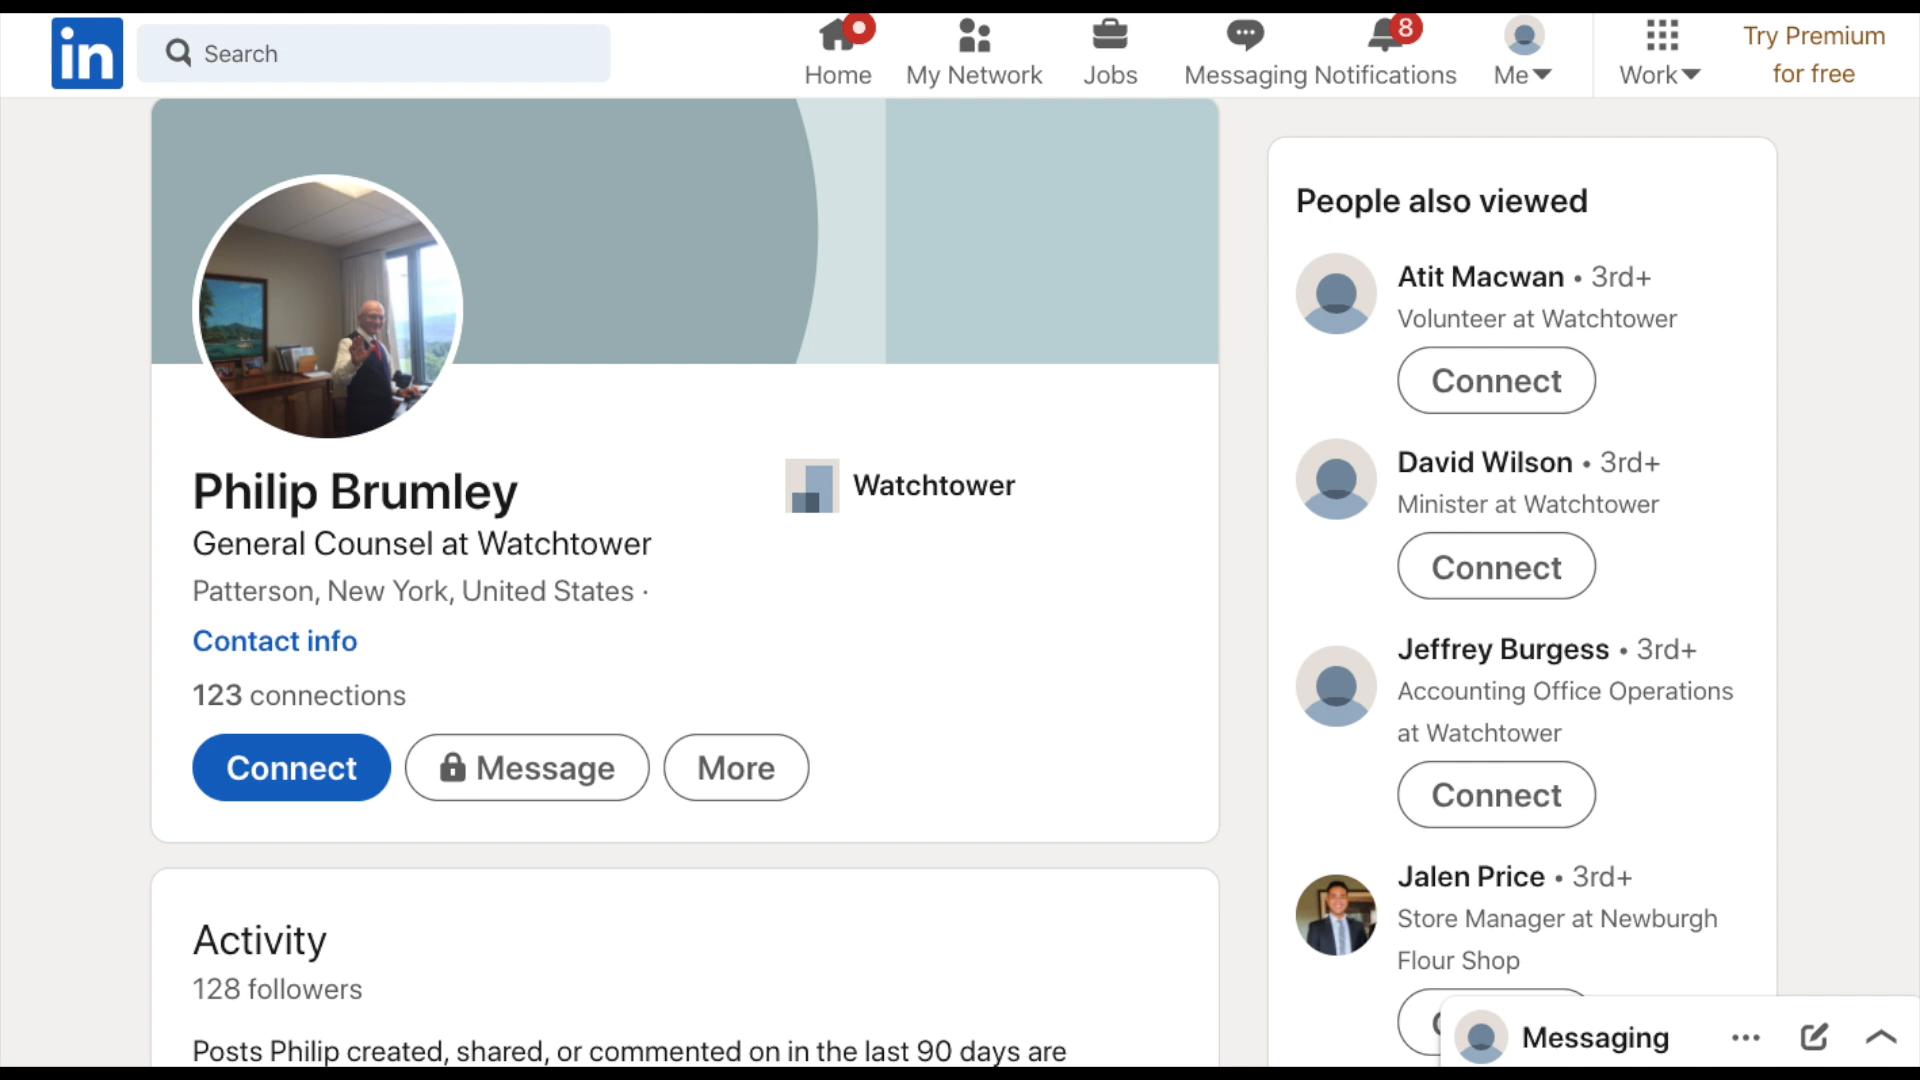 in
Search
Home
My Network
Jobs
Messaging
Notifications
8
Me
Work
Try Premium
for free
Philip Brumley
General Counsel at Watchtower
Patterson, New York, United States ·
Contact info
123 connections
Connect
Message
More
Watchtower
Activity
128 followers
Posts Philip created, shared, or commented on in the last 90 days are
People also viewed
Atit Macwan • 3rd+
Volunteer at Watchtower
Connect
David Wilson • 3rd+
Minister at Watchtower
Connect
Jeffrey Burgess • 3rd+
Accounting Office Operations
at Watchtower
Connect
Jalen Price • 3rd+
Store Manager at Newburgh
Flour Shop
Messaging